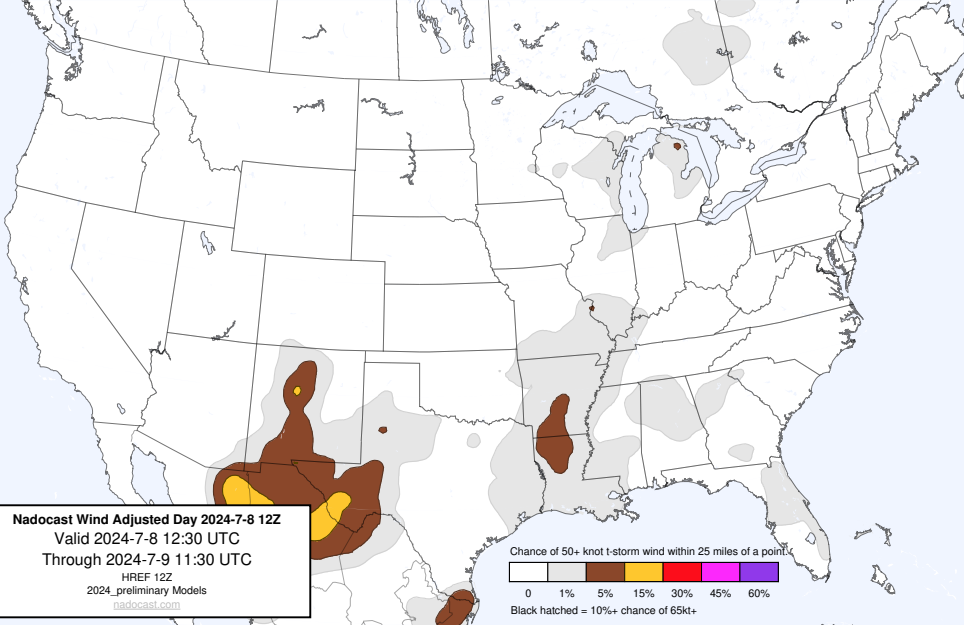 Nadocast Wind Adjusted Day 2024-7-8 12Z
Valid 2024-7-8 12:30 UTC
Through 2024-7-9 11:30 UTC
HREF 12Z
2024_preliminary Models
nadocast.com
Chance of 50+ knot t-storm wind within 25 miles of a point.
0 1% 5% 15% 30% 45% 60%
Black hatched = 10%+ chance of 65kt+